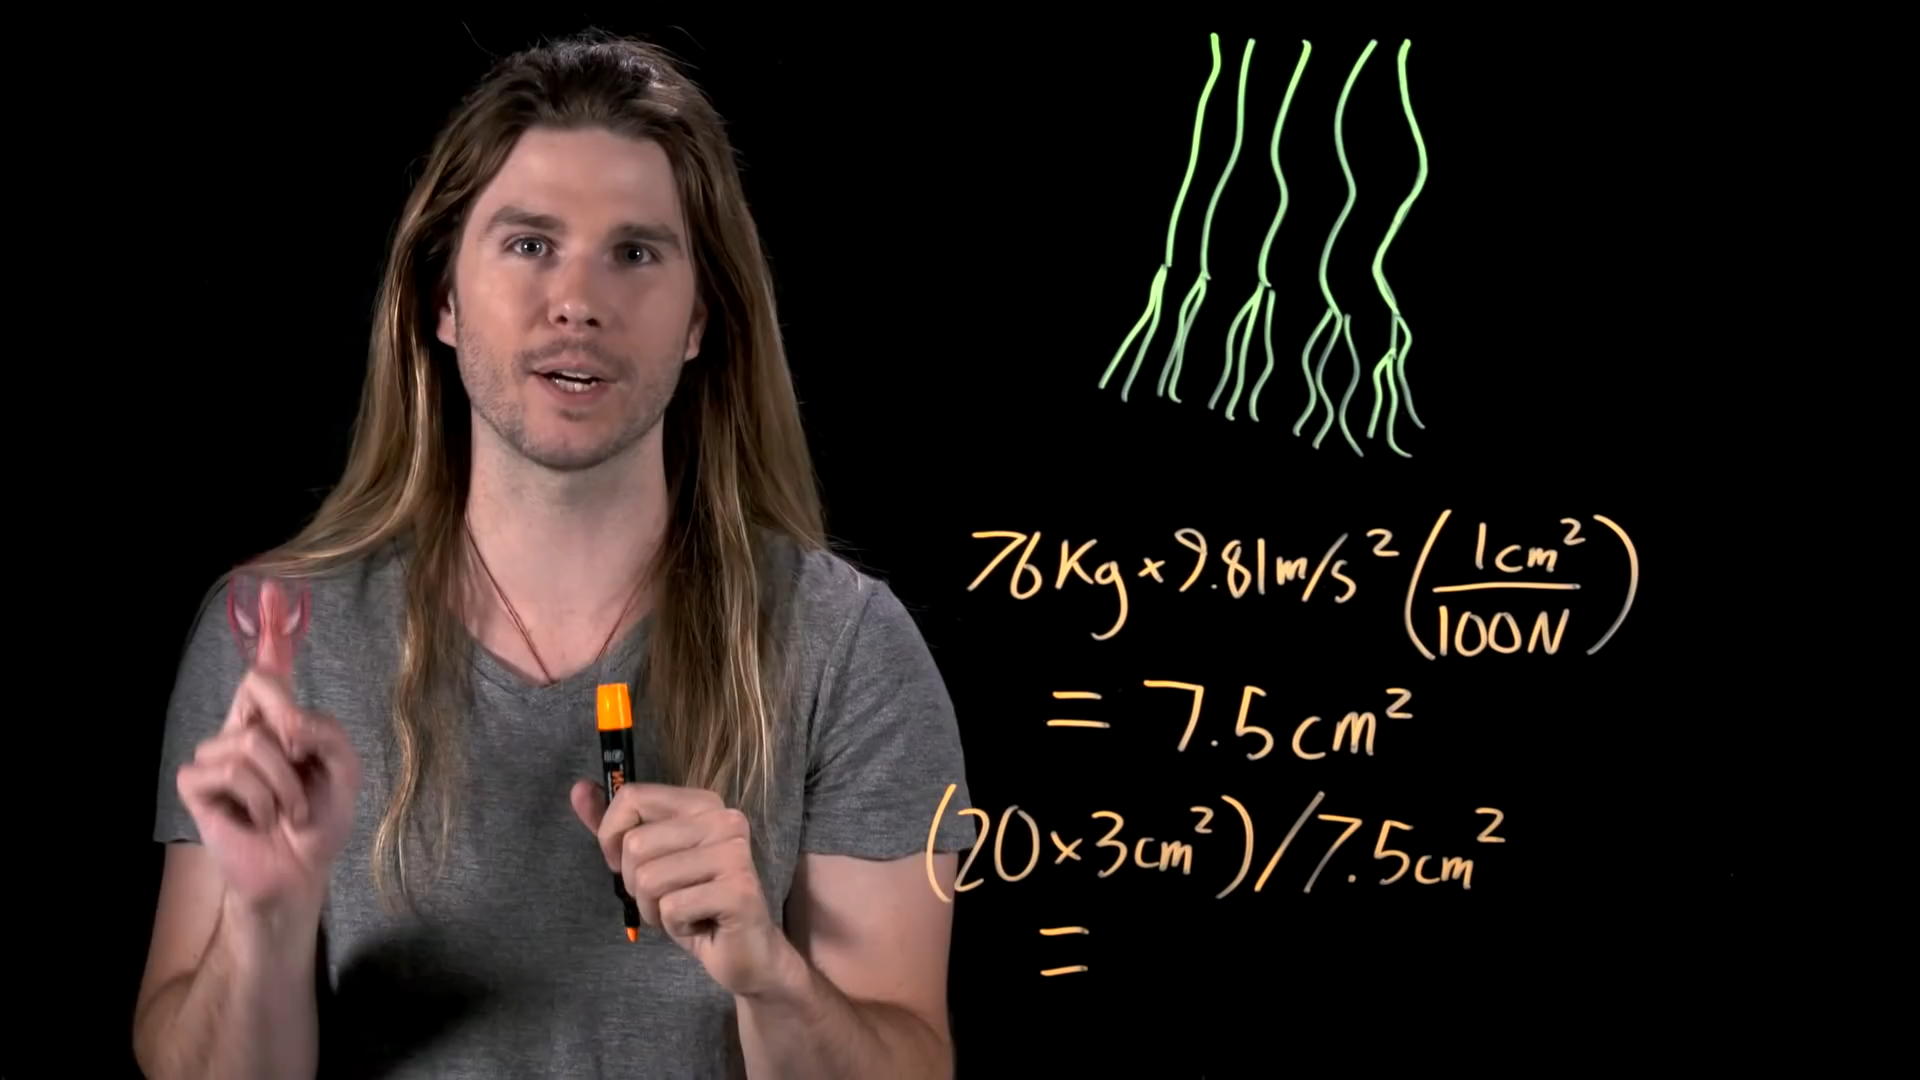 76Kg×9.81m/s²(1cm²/100N)
= 7.5cm²
(20×3cm²)/7.5cm²
=